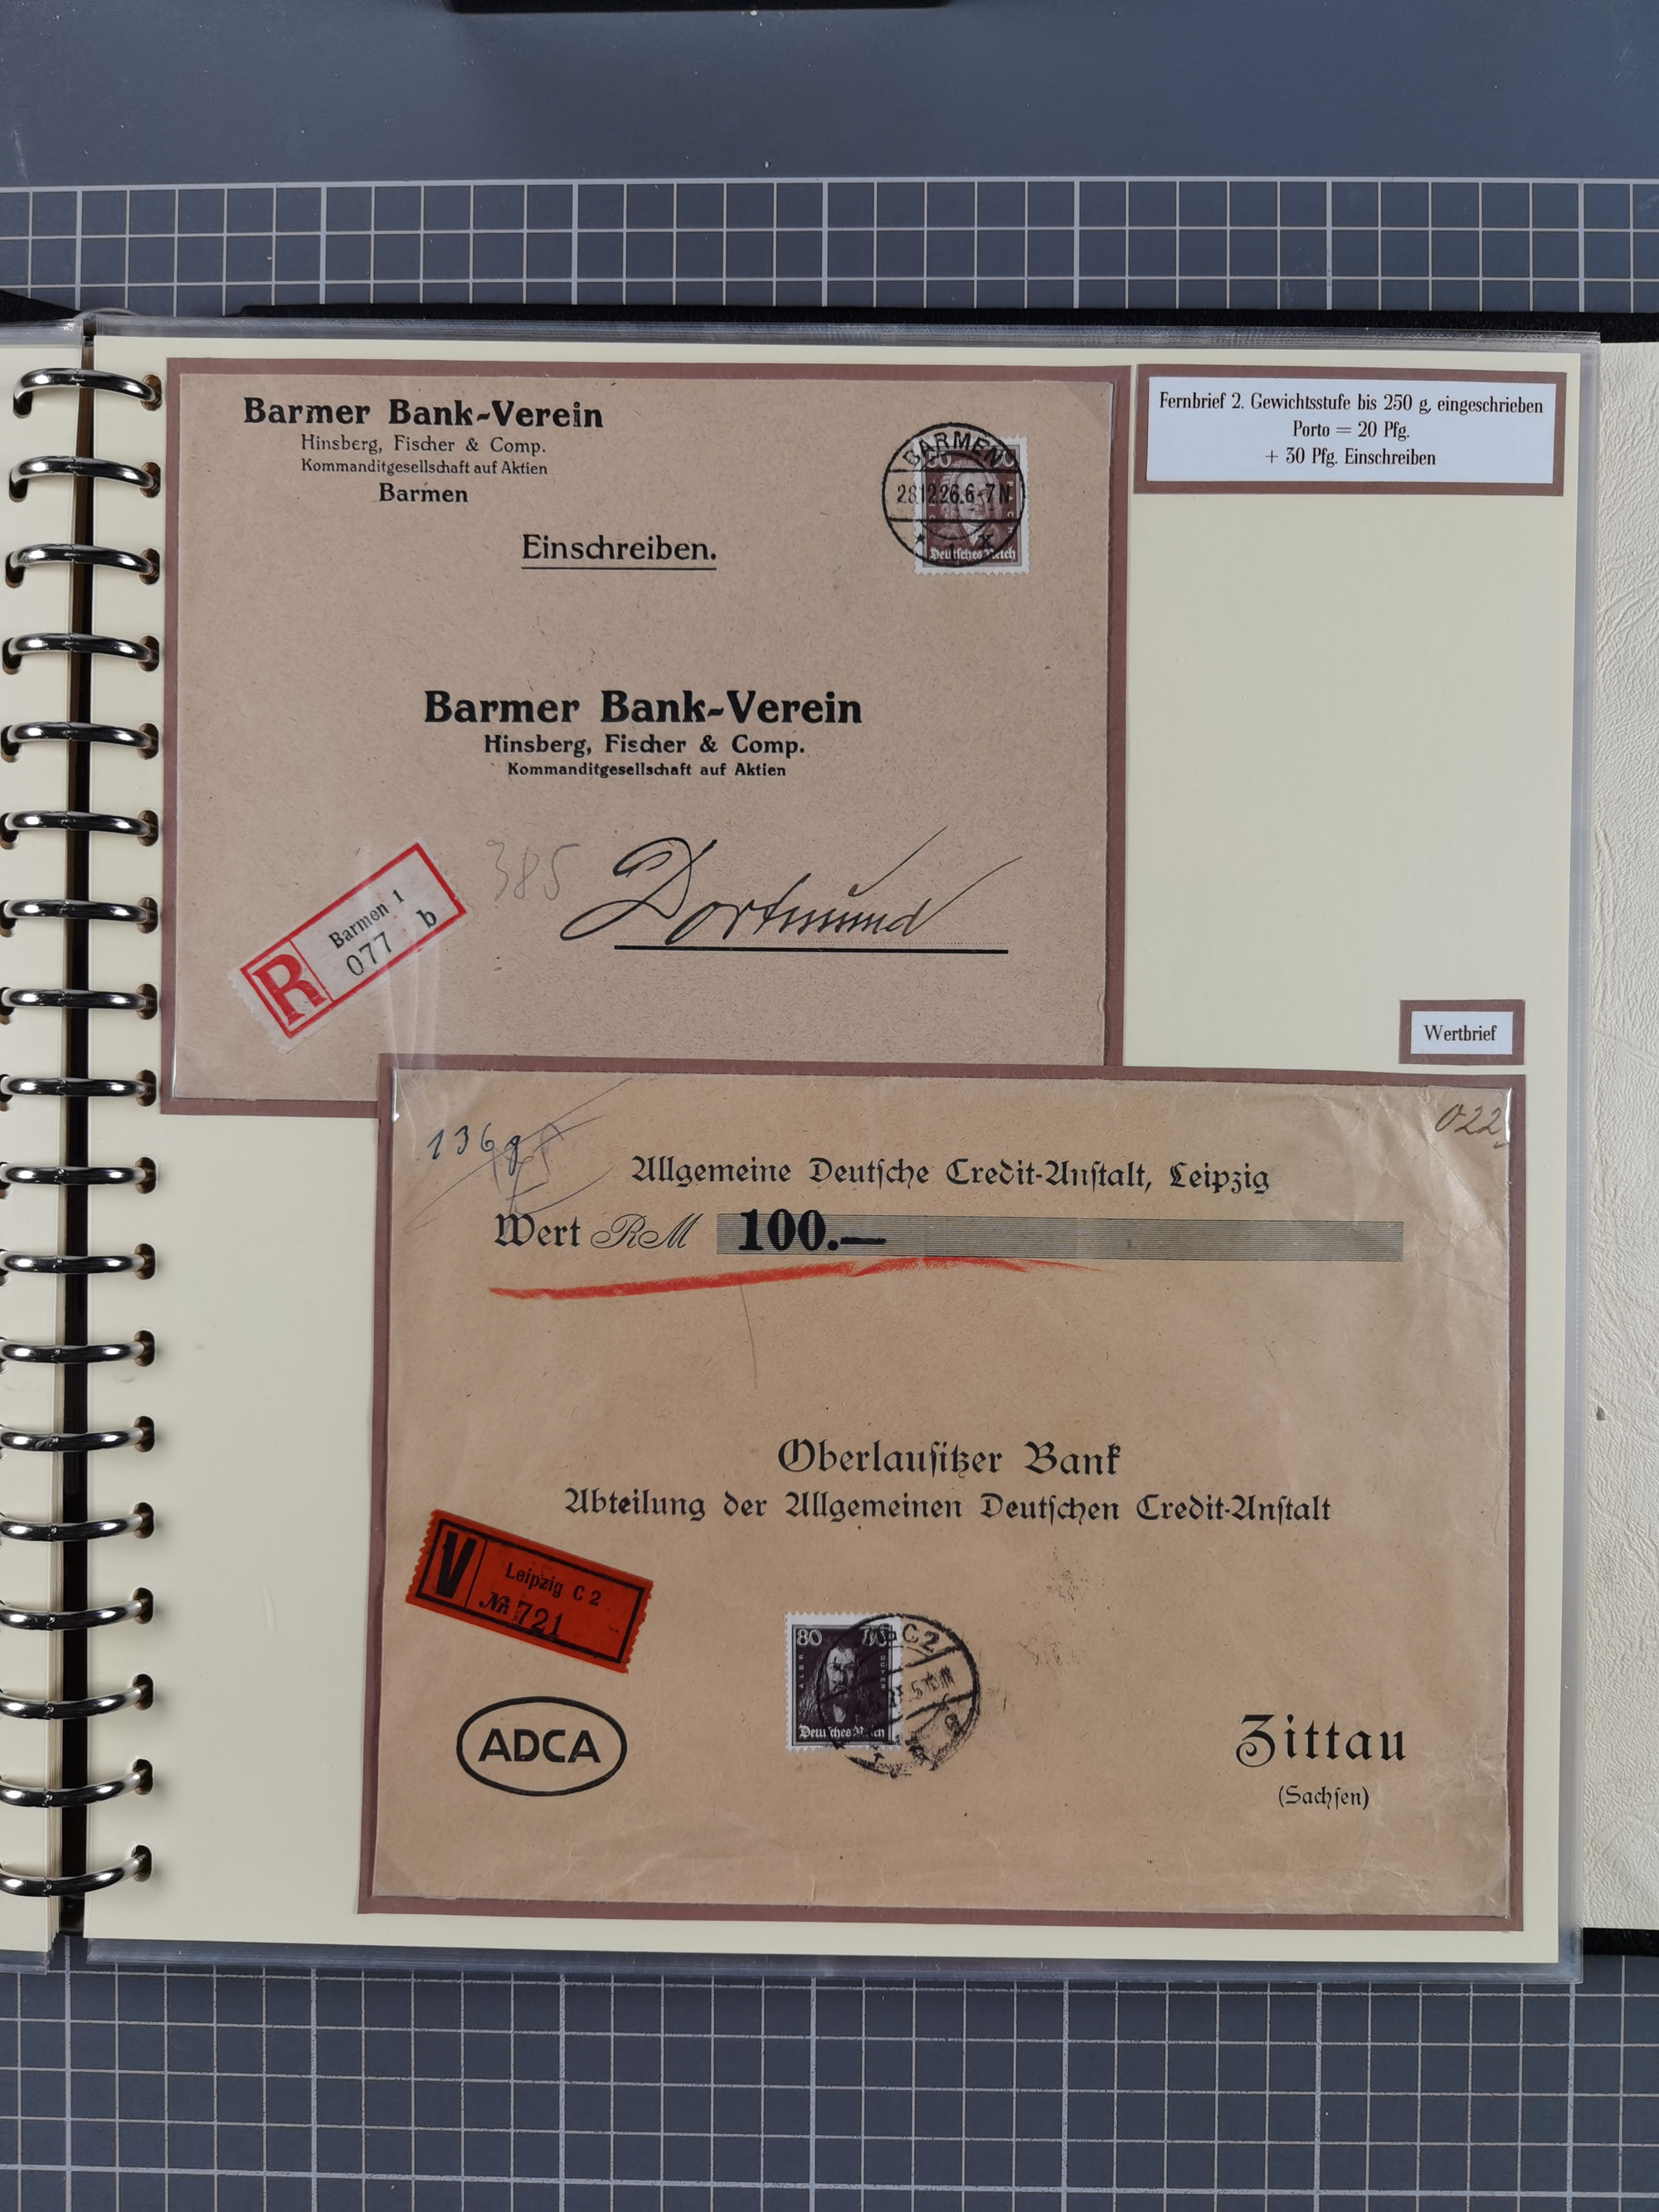 Barmer Bank-Verein
Hinsberg, Fischer & Comp.
Kommanditgesellschaft auf Aktien
Barmen
Einschreiben.
BARMEN
28.12.26.6-7N.
Deutsches Reich
Fernbrief 2. Gewichtsstufe bis 250 g, eingeschrieben
Porto = 20 Pfg.
+ 30 Pfg. Einschreiben
Barmer Bank-Verein
Hinsberg, Fischer & Comp.
Kommanditgesellschaft auf Aktien
385
Dortmund
R
Barmen 1
077 b
Wertbrief
136g
022
Allgemeine Deutſche Credit-Anſtalt, Leipzig
Wert RM 100.—
Oberlauſitzer Bank
Abteilung der Allgemeinen Deutſchen Credit-Anſtalt
V
Leipzig C 2
№ 721
80
C2
Deutſches Reich
ADCA
Zittau
(Sachſen)